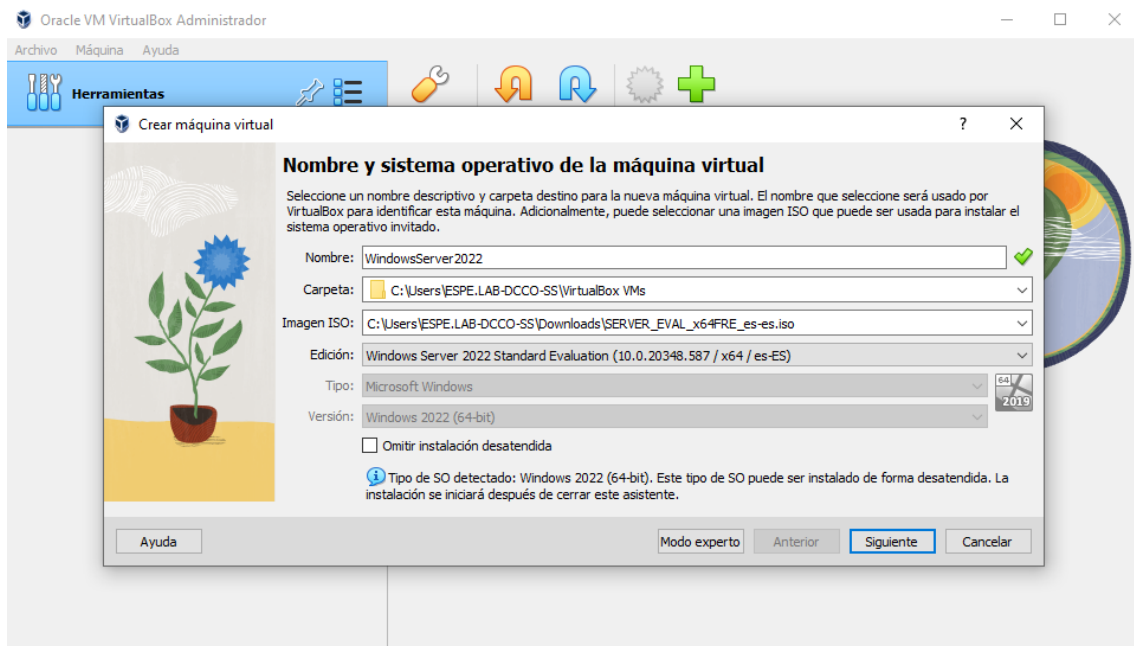 Oracle VM VirtualBox Administrador
Archivo Máquina Ayuda
Herramientas
Crear máquina virtual
?
Nombre y sistema operativo de la máquina virtual
Seleccione un nombre descriptivo y carpeta destino para la nueva máquina virtual. El nombre que seleccione será usado por
VirtualBox para identificar esta máquina. Adicionalmente, puede seleccionar una imagen ISO que puede ser usada para instalar el
sistema operativo invitado.
Nombre: WindowsServer2022
Carpeta: C:\Users\ESPE.LAB-DCCO-SS\VirtualBox VMs
Imagen ISO: C:\Users\ESPE.LAB-DCCO-SS\Downloads\SERVER_EVAL_x64FRE_es-es.iso
Edición: Windows Server 2022 Standard Evaluation (10.0.20348.587 / x64 / es-ES)
Tipo: Microsoft Windows
64
2019
Versión: Windows 2022 (64-bit)
Omitir instalación desatendida
Tipo de SO detectado: Windows 2022 (64-bit). Este tipo de SO puede ser instalado de forma desatendida. La
instalación se iniciará después de cerrar este asistente.
Ayuda Modo experto Anterior Siguiente Cancelar